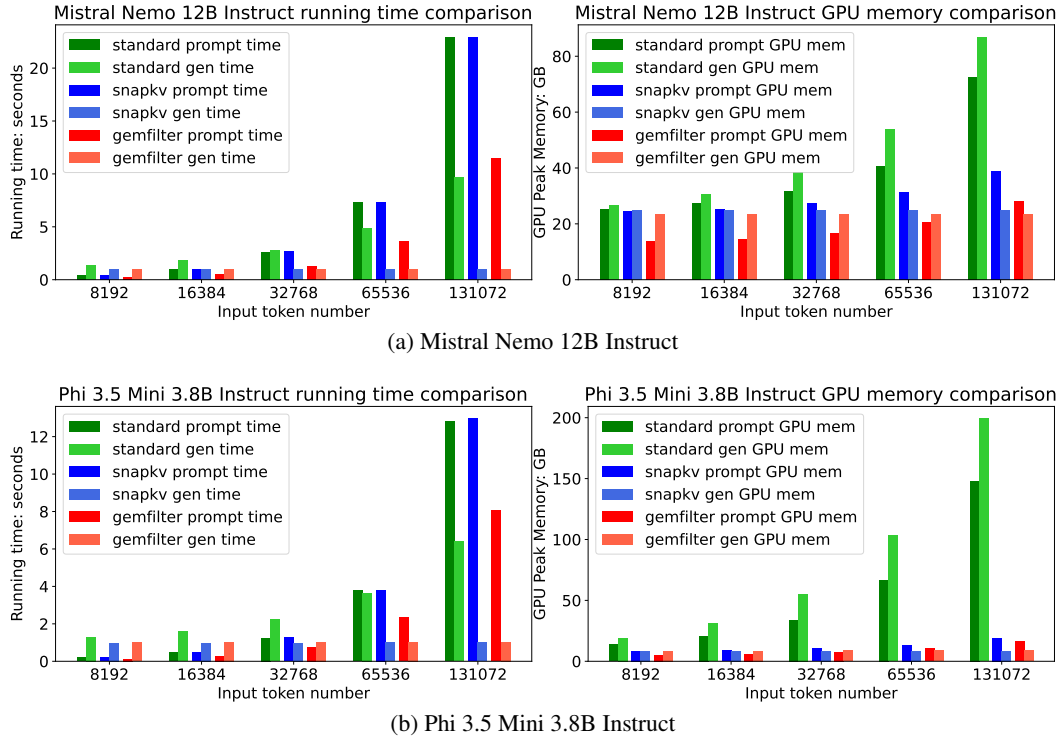 Mistral Nemo 12B Instruct running time comparison
Running time: seconds
20
15
10
5
0
standard prompt time
standard gen time
snapkv prompt time
snapkv gen time
gemfilter prompt time
gemfilter gen time
8192 16384 32768 65536 131072
Input token number
Mistral Nemo 12B Instruct GPU memory comparison
GPU Peak Memory: GB
80
60
40
20
0
standard prompt GPU mem
standard gen GPU mem
snapkv prompt GPU mem
snapkv gen GPU mem
gemfilter prompt GPU mem
gemfilter gen GPU mem
8192 16384 32768 65536 131072
Input token number
(a) Mistral Nemo 12B Instruct
Phi 3.5 Mini 3.8B Instruct running time comparison
Running time: seconds
12
10
8
6
4
2
0
standard prompt time
standard gen time
snapkv prompt time
snapkv gen time
gemfilter prompt time
gemfilter gen time
8192 16384 32768 65536 131072
Input token number
Phi 3.5 Mini 3.8B Instruct GPU memory comparison
GPU Peak Memory: GB
200
150
100
50
0
standard prompt GPU mem
standard gen GPU mem
snapkv prompt GPU mem
snapkv gen GPU mem
gemfilter prompt GPU mem
gemfilter gen GPU mem
8192 16384 32768 65536 131072
Input token number
(b) Phi 3.5 Mini 3.8B Instruct